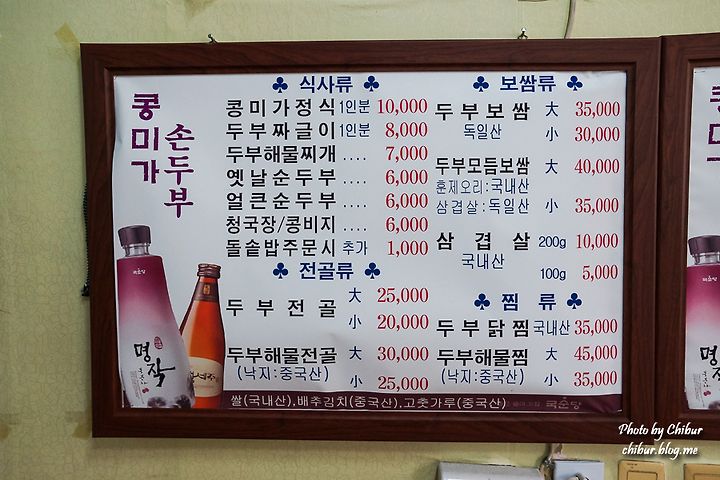 콩미가
손두부
♣ 식사류 ♣
콩미가정식 1인분 10,000
두부짜글이 1인분 8,000
두부해물찌개 .... 7,000
옛날순두부 .... 6,000
얼큰순두부 .... 6,000
청국장/콩비지 .... 6,000
돌솥밥주문시 추가 1,000
♣ 전골류 ♣
두부전골 大 25,000
小 20,000
두부해물전골 大 30,000
(낙지:중국산) 小 25,000
♣ 보쌈류 ♣
두부보쌈 大 35,000
독일산 小 30,000
두부모듬보쌈 大 40,000
훈제오리:국내산
삼겹살:독일산 小 35,000
삼겹살 200g 10,000
국내산
100g 5,000
♣ 찜류 ♣
두부닭찜 국내산 35,000
두부해물찜 大 45,000
(낙지:중국산) 小 35,000
쌀(국내산),배추김치(중국산),고춧가루(중국산)
국순당
국순당
명작
명작
Photo by Chibur
chibur.blog.me